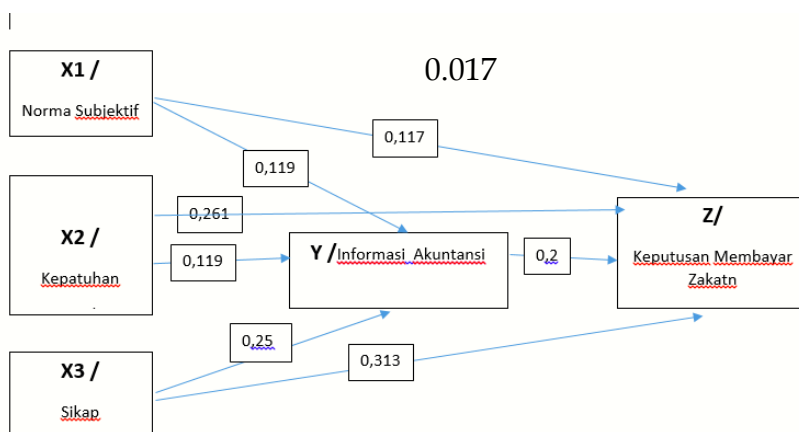 X1 /
Norma Subjektif
0.017
0,117
0,119
0,261
X2 /
Kepatuhan
.
0,119
Y /Informasi Akuntansi
0,2
Z/
Keputusan Membayar
Zakatn
0,25
0,313
X3 /
Sikap